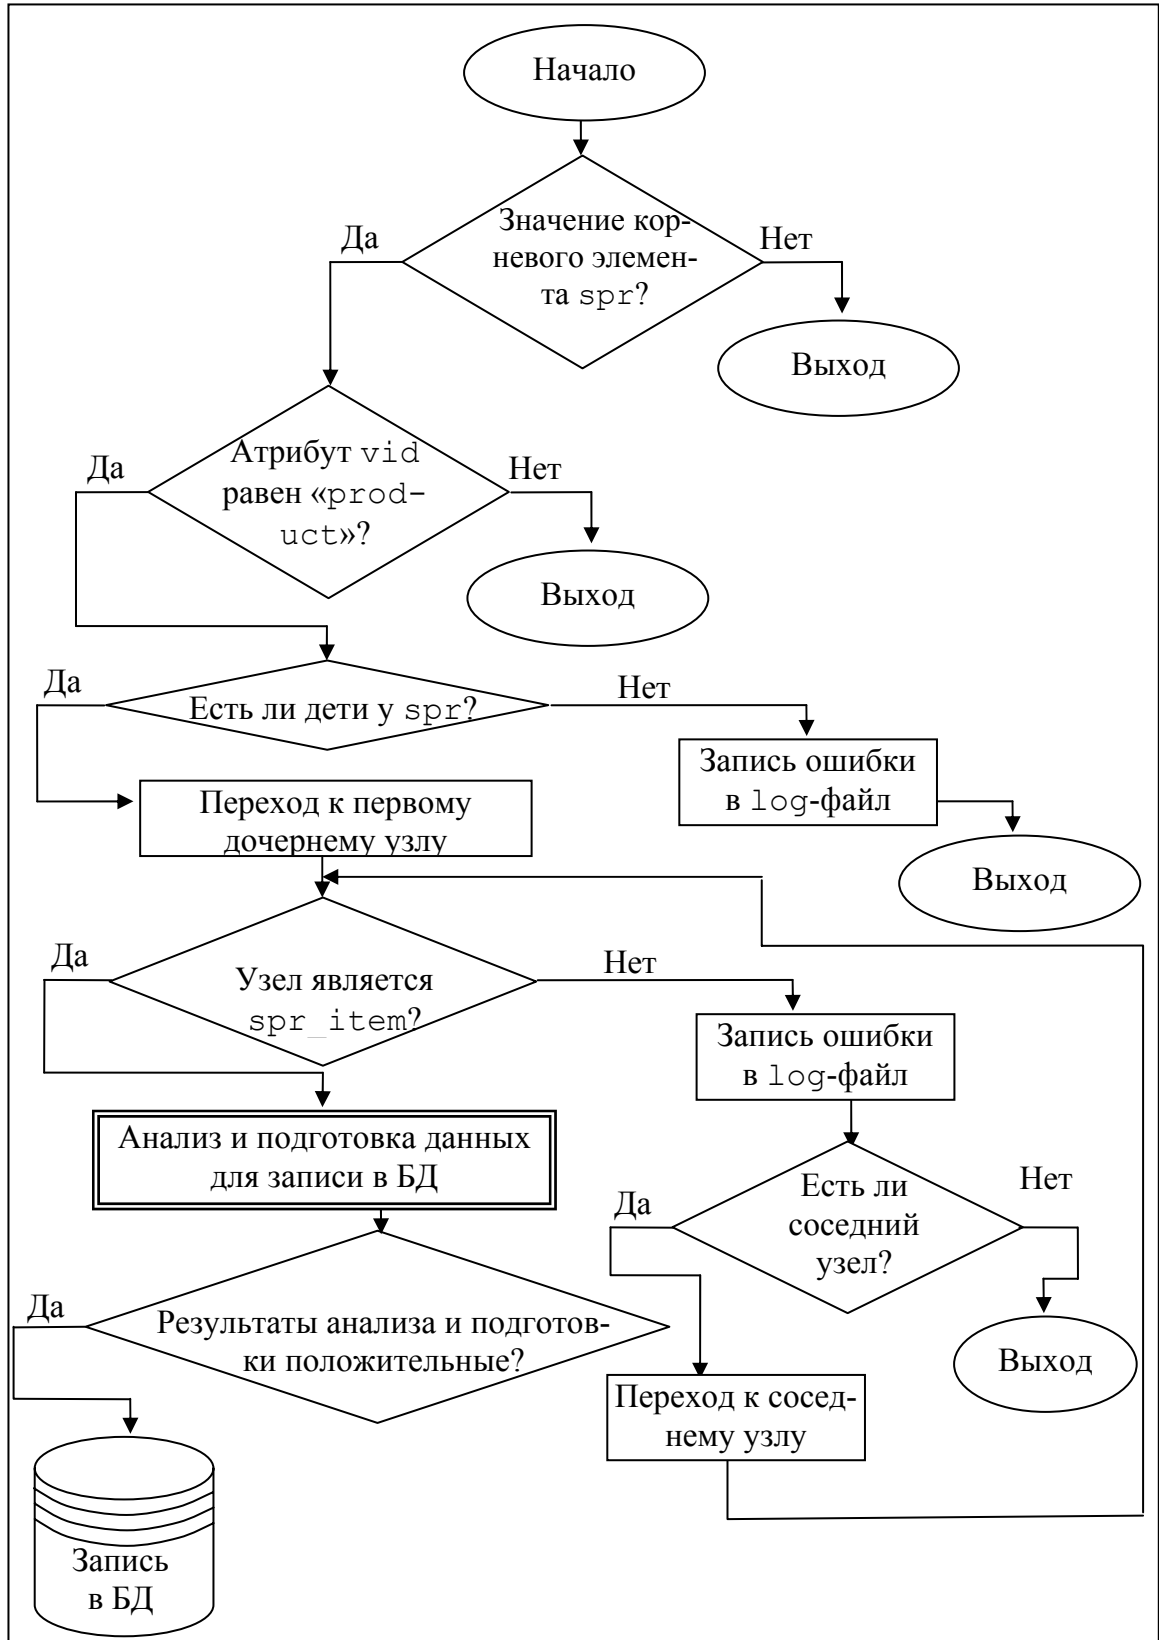 Начало
Значение кор-
невого элемен-
та spr?
Да
Нет
Выход
Атрибут vid
равен «prod-
uct»?
Да
Нет
Выход
Есть ли дети у spr?
Да
Нет
Запись ошибки
в log-файл
Переход к первому
дочернему узлу
Выход
Да
Узел является
spr_item?
Нет
Запись ошибки
в log-файл
Анализ и подготовка данных
для записи в БД
Есть ли
соседний
узел?
Да
Нет
Да
Результаты анализа и подготов-
ки положительные?
Выход
Переход к сосед-
нему узлу
Запись
в БД